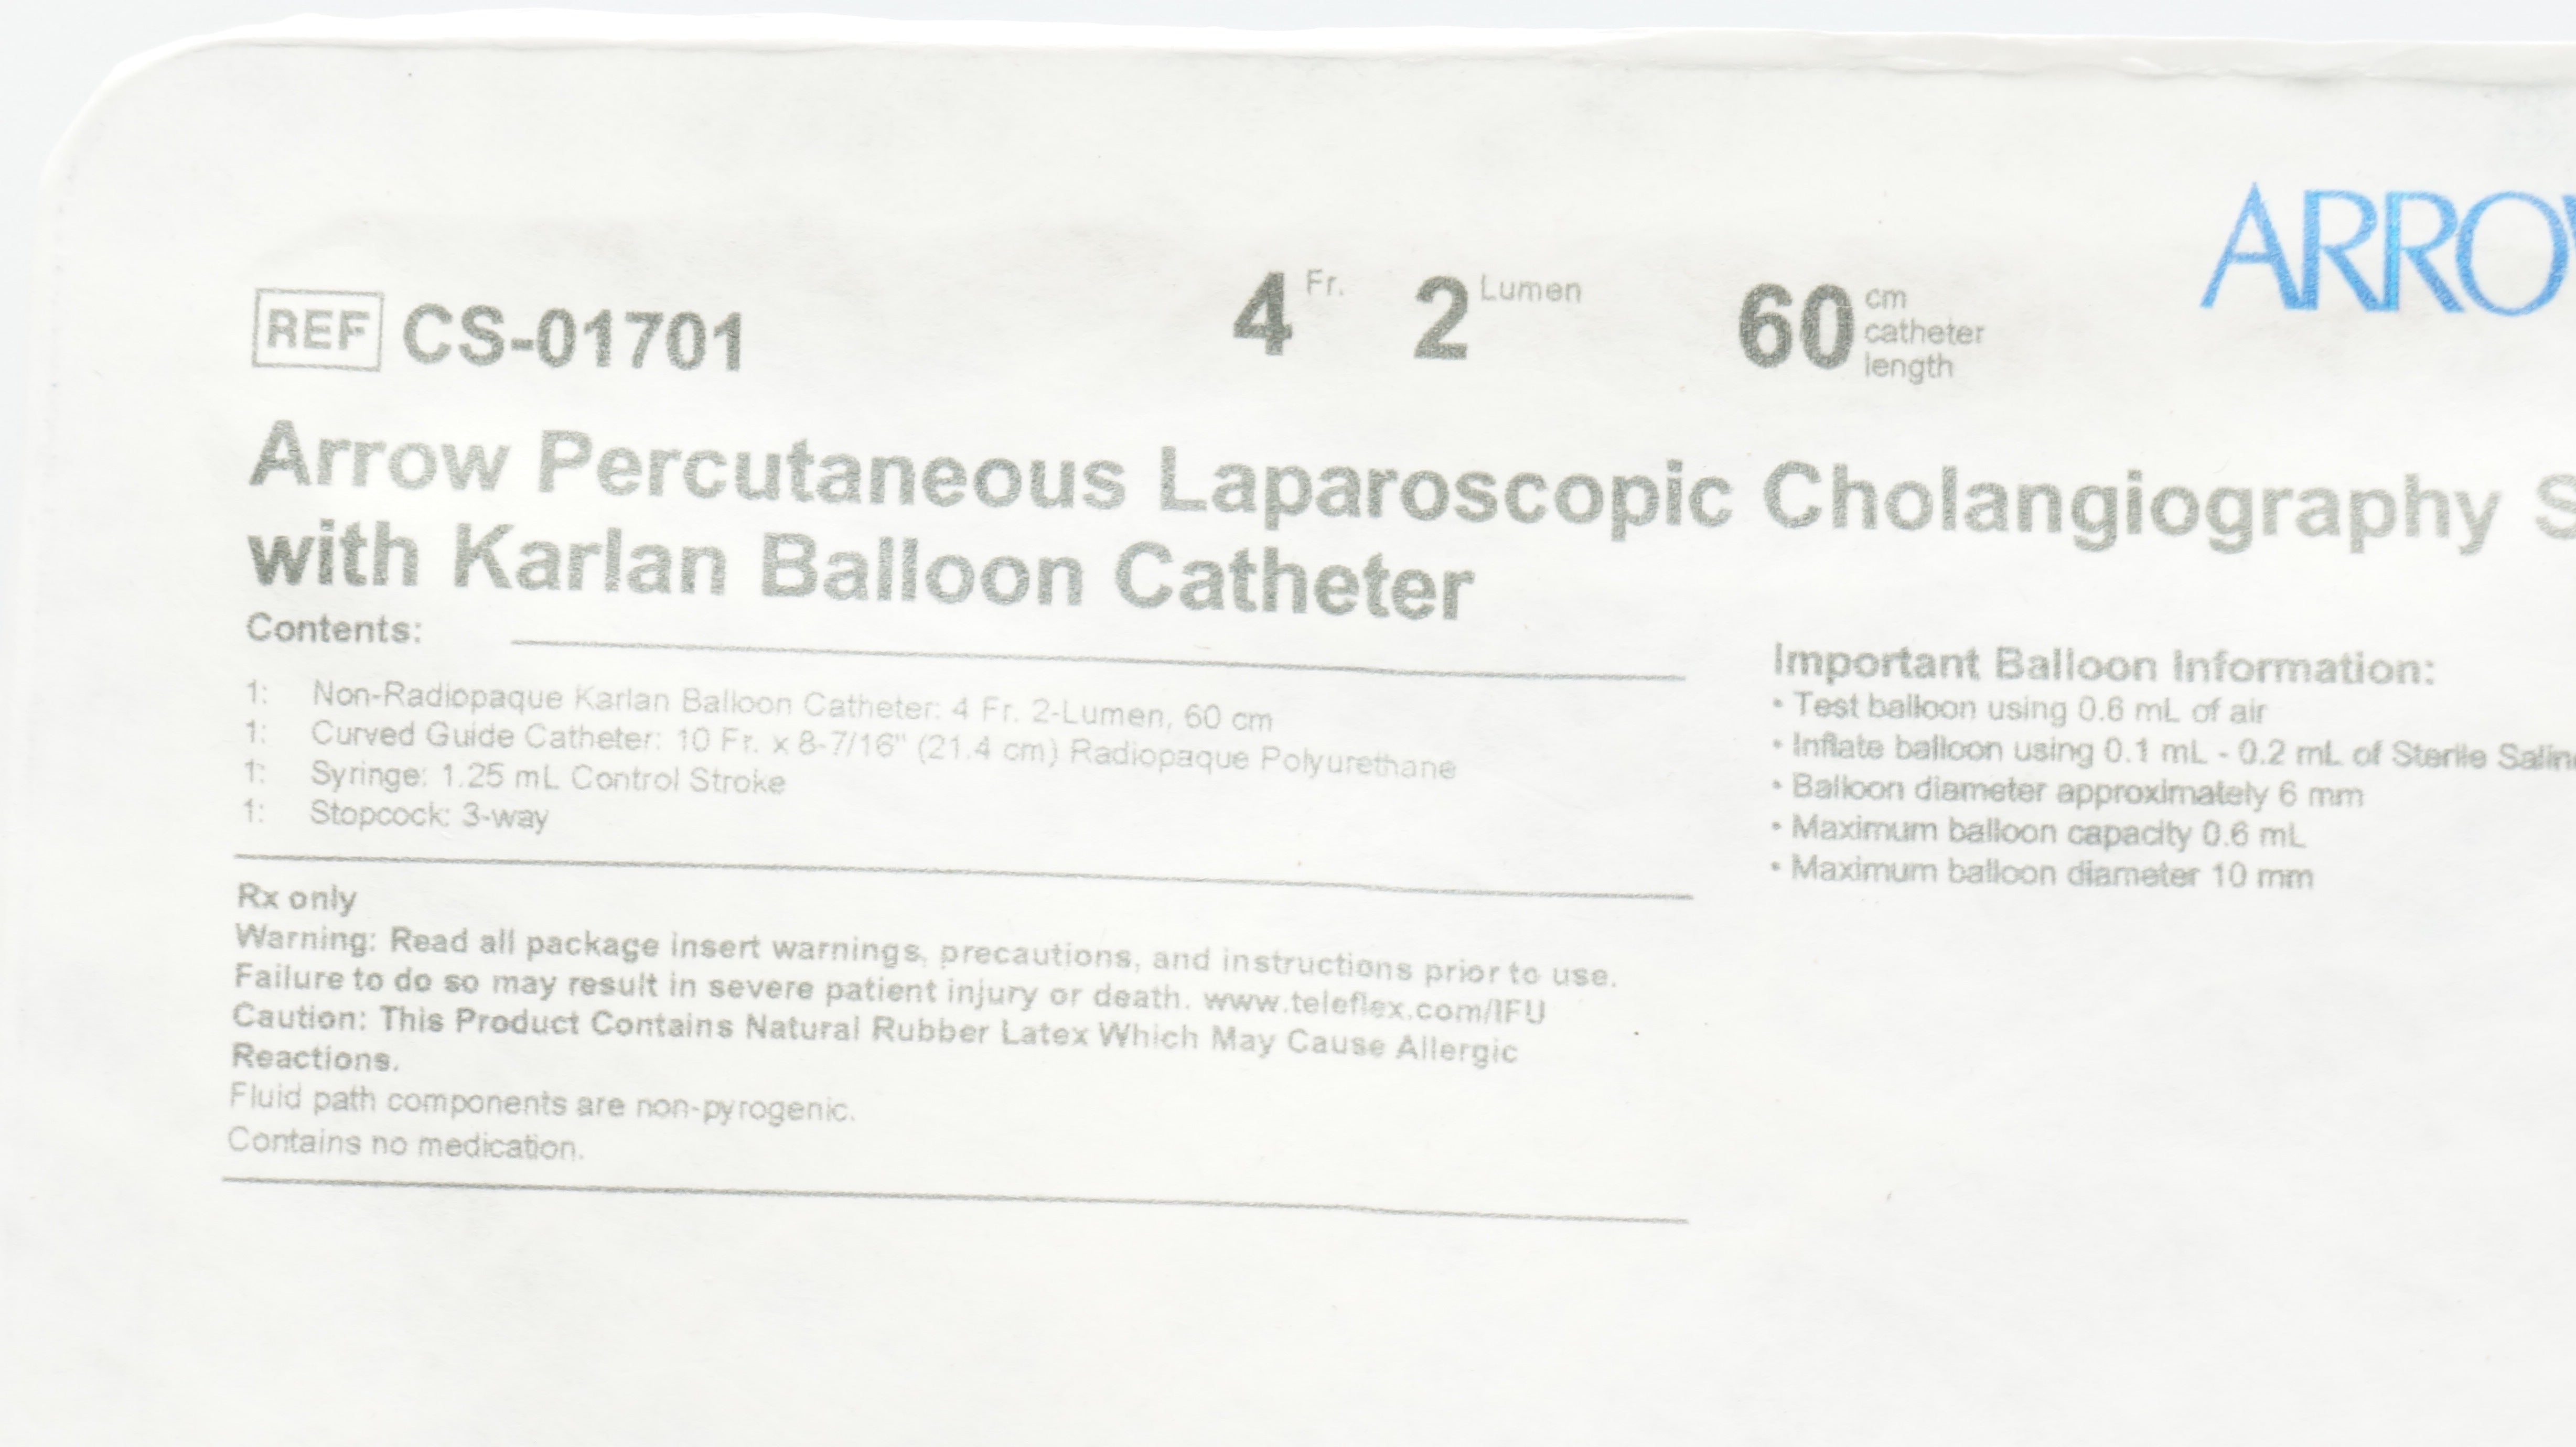 REF CS-01701
4 Fr. 2 Lumen 60 cm
catheter
length
Arrow Percutaneous Laparoscopic Cholangiography
with Karlan Balloon Catheter
Contents:
1: Non-Radiopaque Karlan Balloon Catheter: 4 Fr. 2-Lumen, 60 cm
1: Curved Guide Catheter: 10 Fr. x 8-7/16" (21.4 cm) Radiopaque Polyurethane
1: Syringe: 1.25 mL Control Stroke
1: Stopcock: 3-way
Rx only
Warning: Read all package insert warnings, precautions, and instructions prior to use.
Failure to do so may result in severe patient injury or death. www.teleflex.com/IFU
Caution: This Product Contains Natural Rubber Latex Which May Cause Allergic
Reactions.
Fluid path components are non-pyrogenic.
Contains no medication.
Important Balloon Information:
• Test balloon using 0.6 mL of air
• Inflate balloon using 0.1 mL - 0.2 mL of Sterile
• Balloon diameter approximately 6 mm
• Maximum balloon capacity 0.6 mL
• Maximum balloon diameter 10 mm